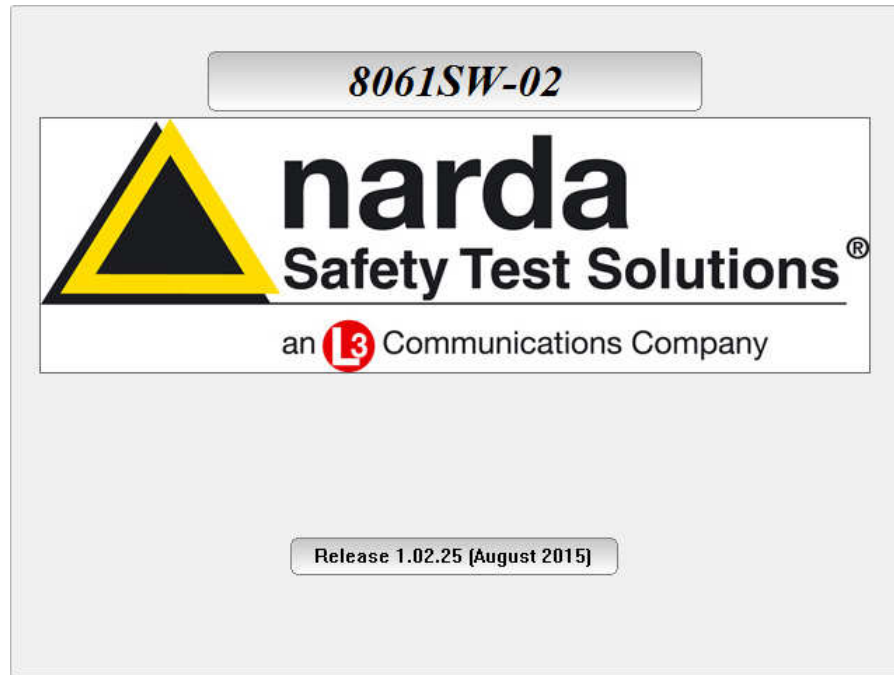 8061SW-02
narda
Safety Test Solutions®
an L3 Communications Company
Release 1.02.25 (August 2015)